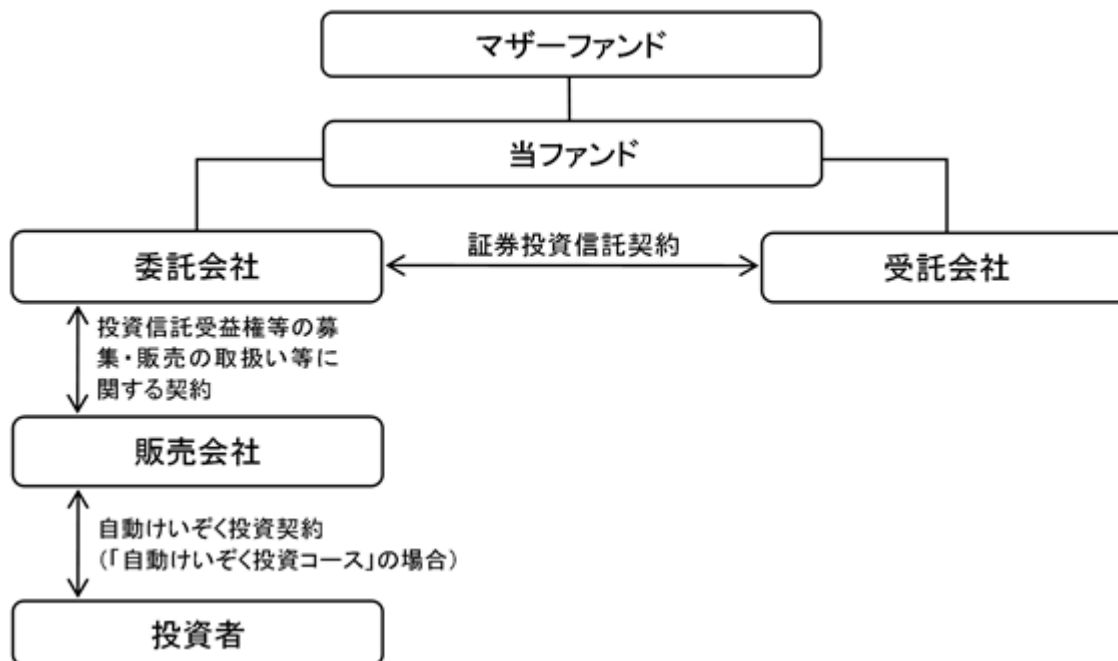 マザーファンド
当ファンド
証券投資信託契約
委託会社
受託会社
投資信託受益権等の募
集・販売の取扱い等に
関する契約
販売会社
自動けいぞく投資契約
(「自動けいぞく投資コース」の場合)
投資者